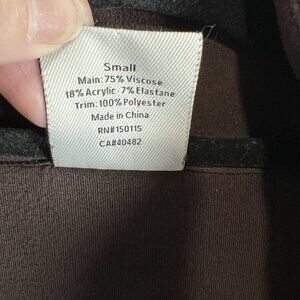 Small
Main: 75% Viscose
18% Acrylic 7% Elastane
Trim: 100% Polyester
Made in China
RN#150115
CA#40482